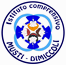 Istituto comprensivo
MUSTI - DIMICCOLI